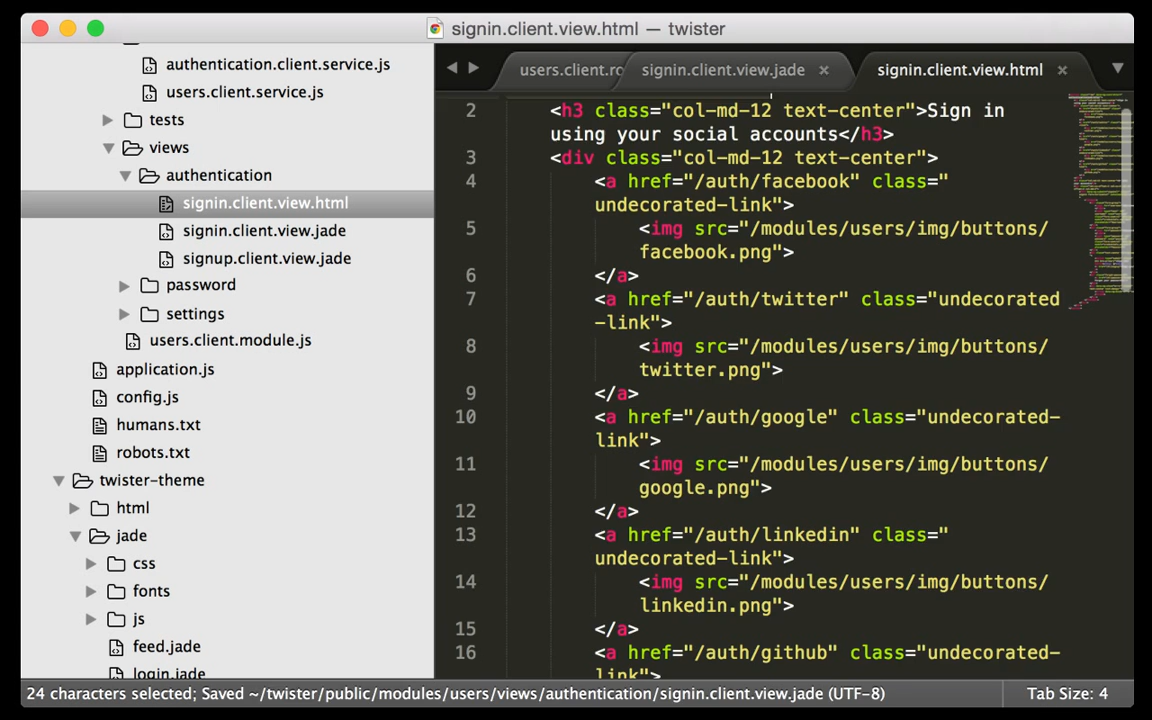 signin.client.view.html — twister
authentication.client.service.js
users.client.service.js
tests
views
authentication
signin.client.view.html
signin.client.view.jade
signup.client.view.jade
password
settings
users.client.module.js
application.js
config.js
humans.txt
robots.txt
twister-theme
html
jade
css
fonts
js
feed.jade
login.jade
users.client.ro
signin.client.view.jade
signin.client.view.html
2 <h3 class="col-md-12 text-center">Sign in
using your social accounts</h3>
3 <div class="col-md-12 text-center">
4 <a href="/auth/facebook" class="
undecorated-link">
5 <img src="/modules/users/img/buttons/
facebook.png">
6 </a>
7 <a href="/auth/twitter" class="undecorated
-link">
8 <img src="/modules/users/img/buttons/
twitter.png">
9 </a>
10 <a href="/auth/google" class="undecorated-
link">
11 <img src="/modules/users/img/buttons/
google.png">
12 </a>
13 <a href="/auth/linkedin" class="
undecorated-link">
14 <img src="/modules/users/img/buttons/
linkedin.png">
15 </a>
16 <a href="/auth/github" class="undecorated-
link">
24 characters selected; Saved ~/twister/public/modules/users/views/authentication/signin.client.view.jade (UTF-8)
Tab Size: 4